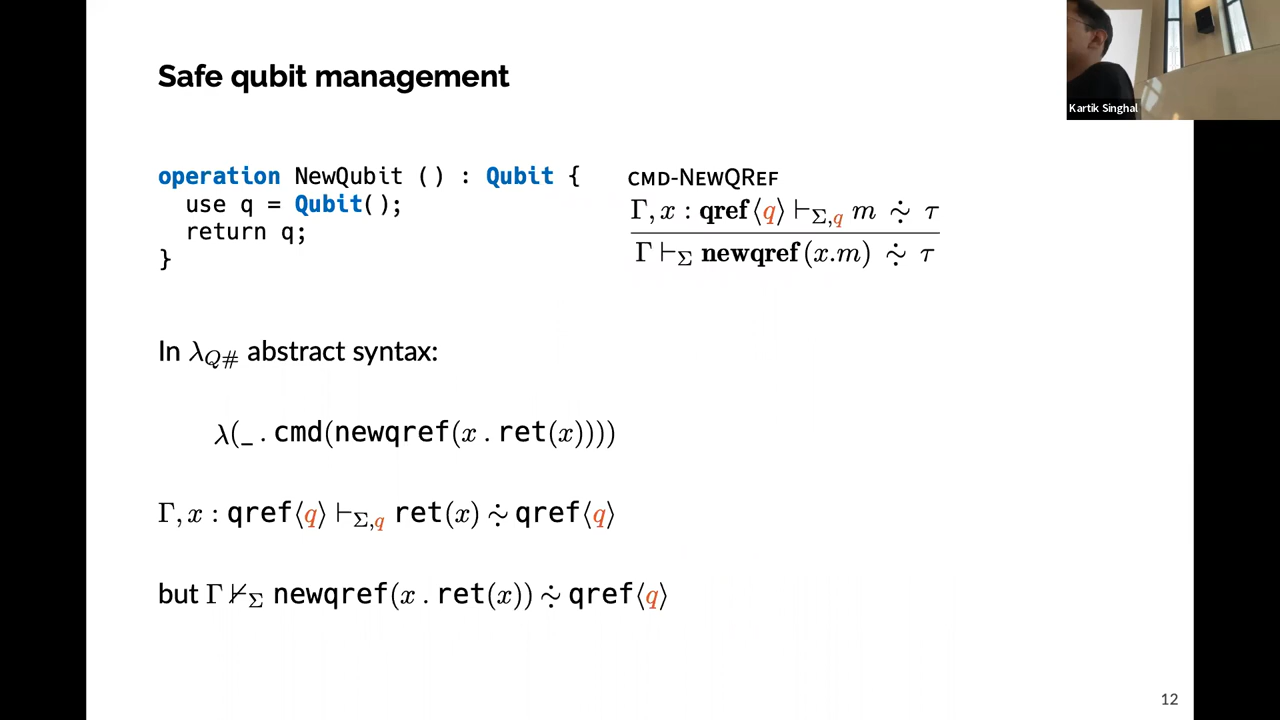 Safe qubit management
Kartik Singhal
operation NewQubit () : Qubit {
use q = Qubit();
return q;
}
CMD-NEWQREF
Γ, x : qref⟨q⟩ ⊢Σ,q m ∻ τ
Γ ⊢Σ newqref(x.m) ∻ τ
In λQ# abstract syntax:
λ(_ . cmd(newqref(x . ret(x))))
Γ, x : qref⟨q⟩ ⊢Σ,q ret(x) ∻ qref⟨q⟩
but Γ ⊬Σ newqref(x . ret(x)) ∻ qref⟨q⟩
12